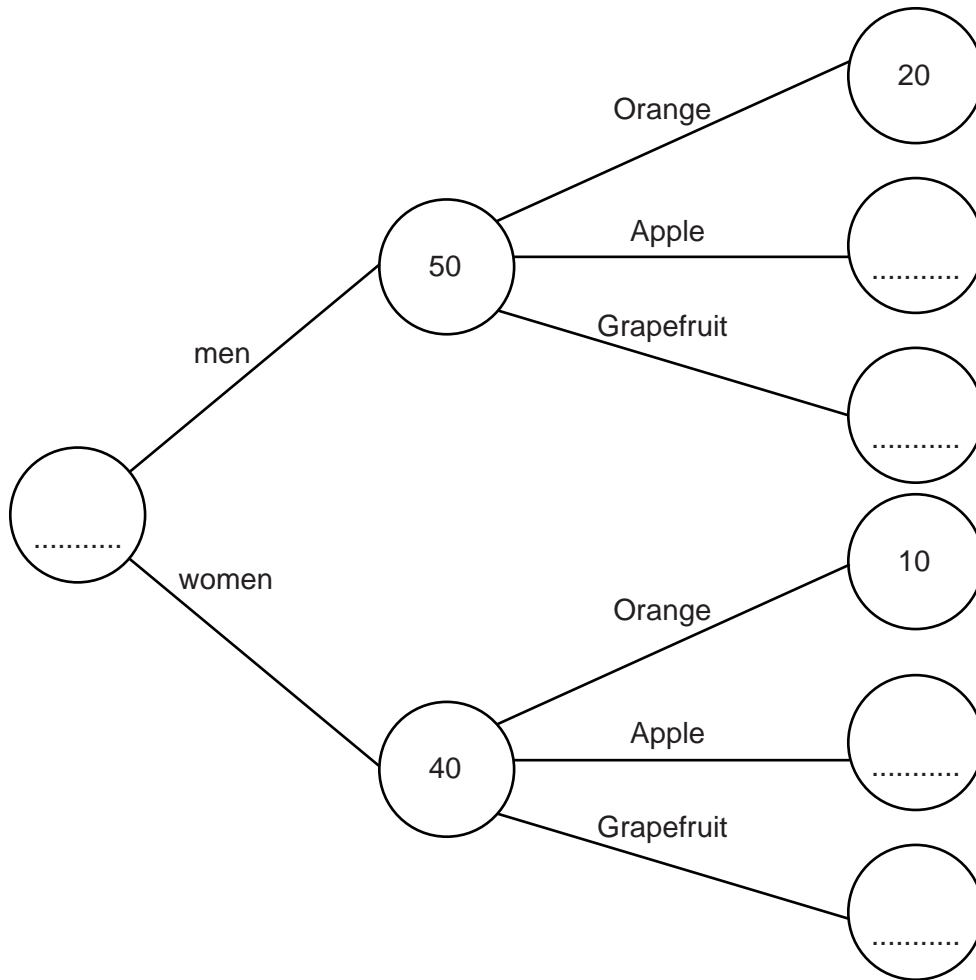 Orange
20
Apple
...........
50
Grapefruit
...........
men
...........
women
Orange
10
Apple
...........
40
Grapefruit
...........